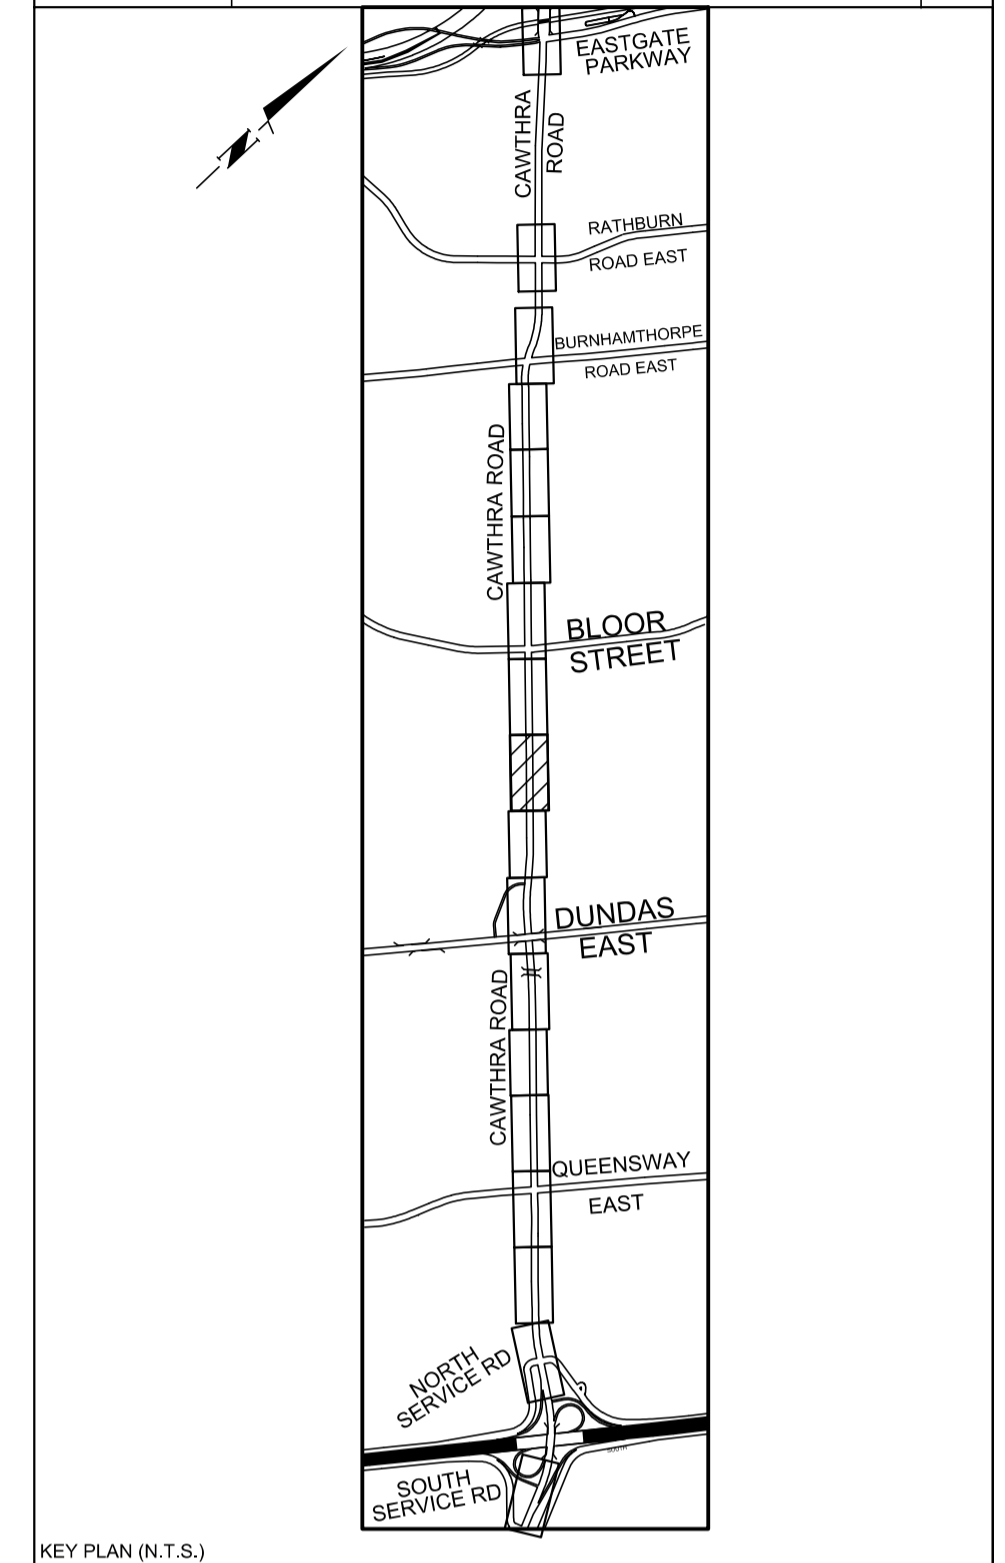 EASTGATE
PARKWAY
CAWTHRA
ROAD
N
RATHBURN
ROAD EAST
BURNHAMTHORPE
ROAD EAST
CAWTHRA ROAD
BLOOR
STREET
DUNDAS
EAST
CAWTHRA ROAD
QUEENSWAY
EAST
NORTH
SERVICE RD
SOUTH
SOUTH
SERVICE RD
KEY PLAN (N.T.S.)